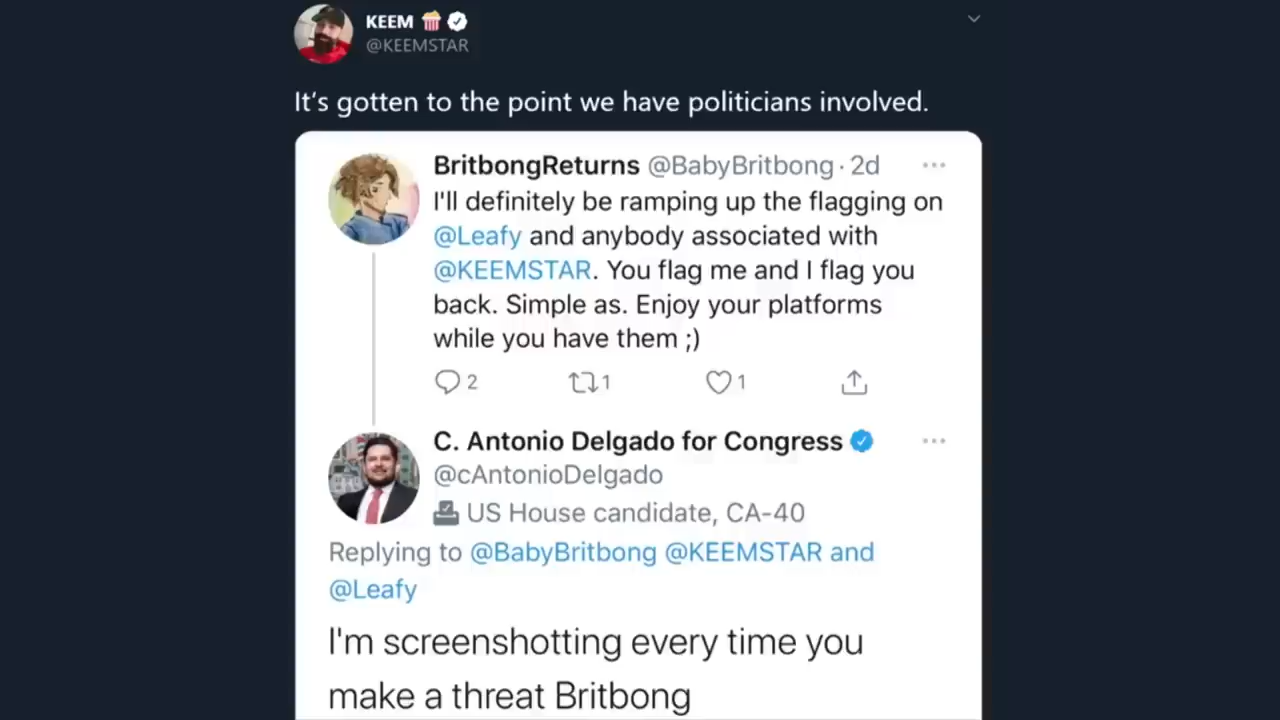 KEEM 🍿
@KEEMSTAR
It's gotten to the point we have politicians involved.
BritbongReturns @BabyBritbong · 2d
I'll definitely be ramping up the flagging on
@Leafy and anybody associated with
@KEEMSTAR. You flag me and I flag you
back. Simple as. Enjoy your platforms
while you have them ;)
2 1 1
C. Antonio Delgado for Congress
@cAntonioDelgado
US House candidate, CA-40
Replying to @BabyBritbong @KEEMSTAR and
@Leafy
I'm screenshotting every time you
make a threat Britbong